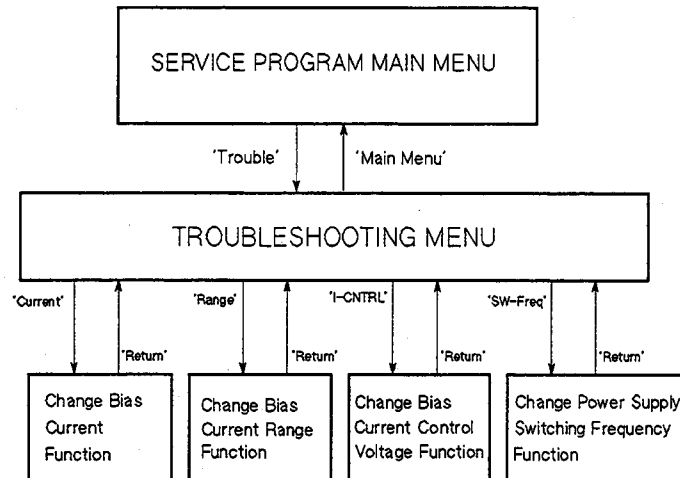 SERVICE PROGRAM MAIN MENU
'Trouble'
'Main Menu'
TROUBLESHOOTING MENU
'Current'
'Range'
'I-CNTRL'
'SW-Freq'
'Return'
'Return'
'Return'
'Return'
Change Bias
Current
Function
Change Bias
Current Range
Function
Change Bias
Current Control
Voltage Function
Change Power Supply
Switching Frequency
Function